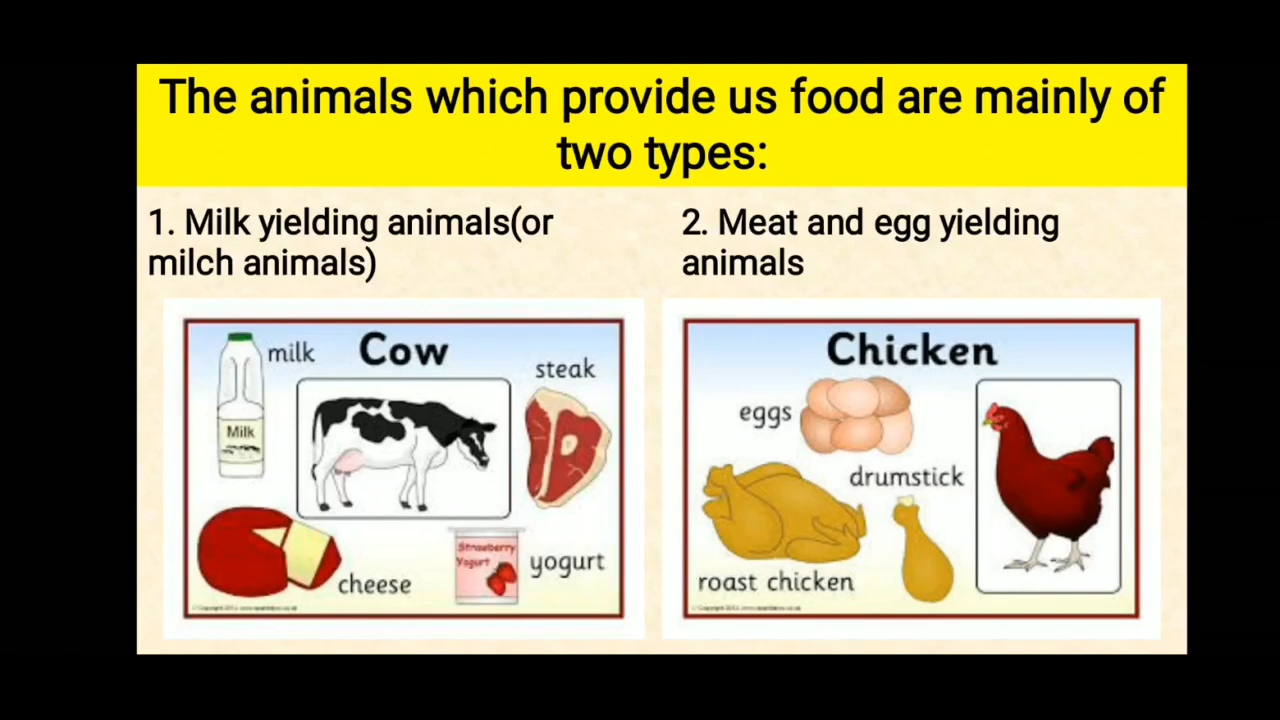 The animals which provide us food are mainly of
two types:
1. Milk yielding animals(or
milch animals)
2. Meat and egg yielding
animals
Cow
milk
steak
Milk
cheese
Strawberry
Yogurt
yogurt
Chicken
eggs
drumstick
roast chicken